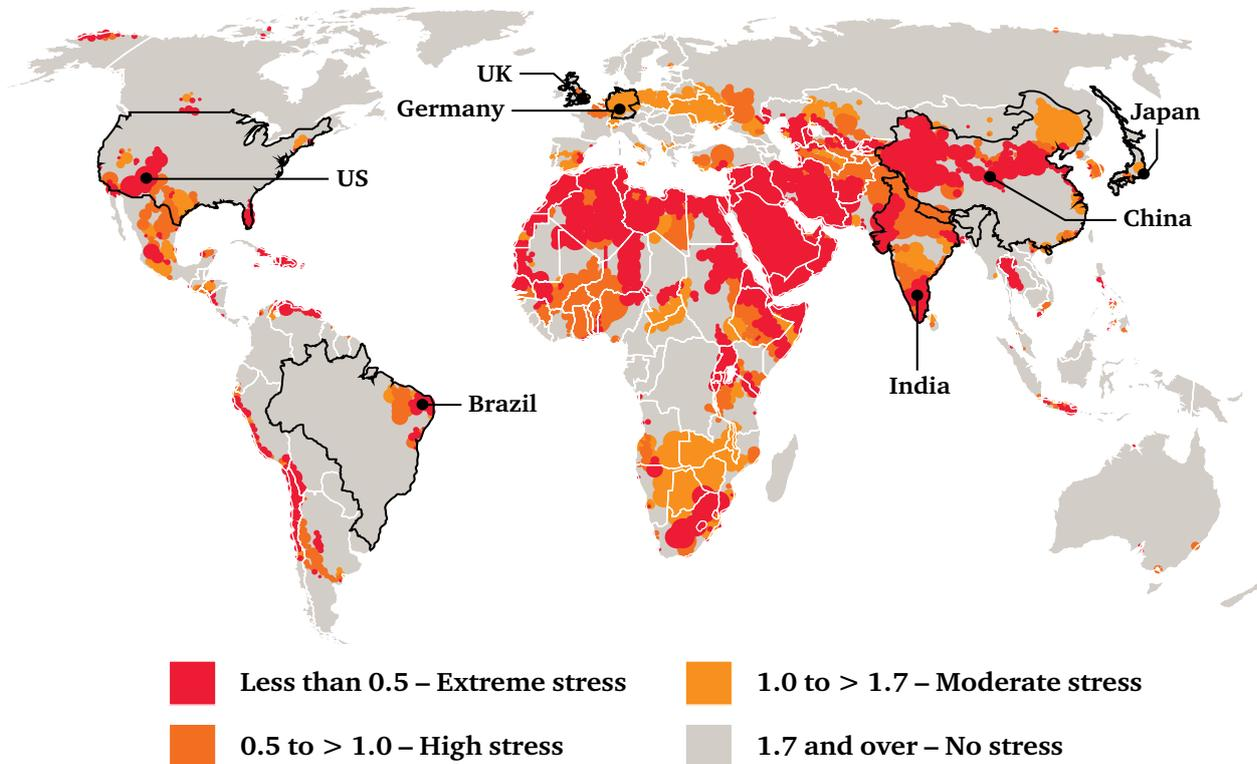 UK
Germany
Japan
US
China
India
Brazil
Less than 0.5 – Extreme stress
1.0 to > 1.7 – Moderate stress
0.5 to > 1.0 – High stress
1.7 and over – No stress